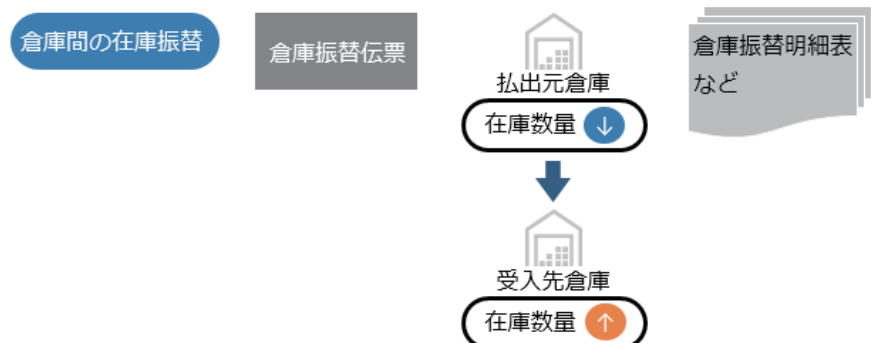 倉庫間の在庫振替
倉庫振替伝票
払出元倉庫
在庫数量
↓
倉庫振替明細表
など
受入先倉庫
在庫数量
↑